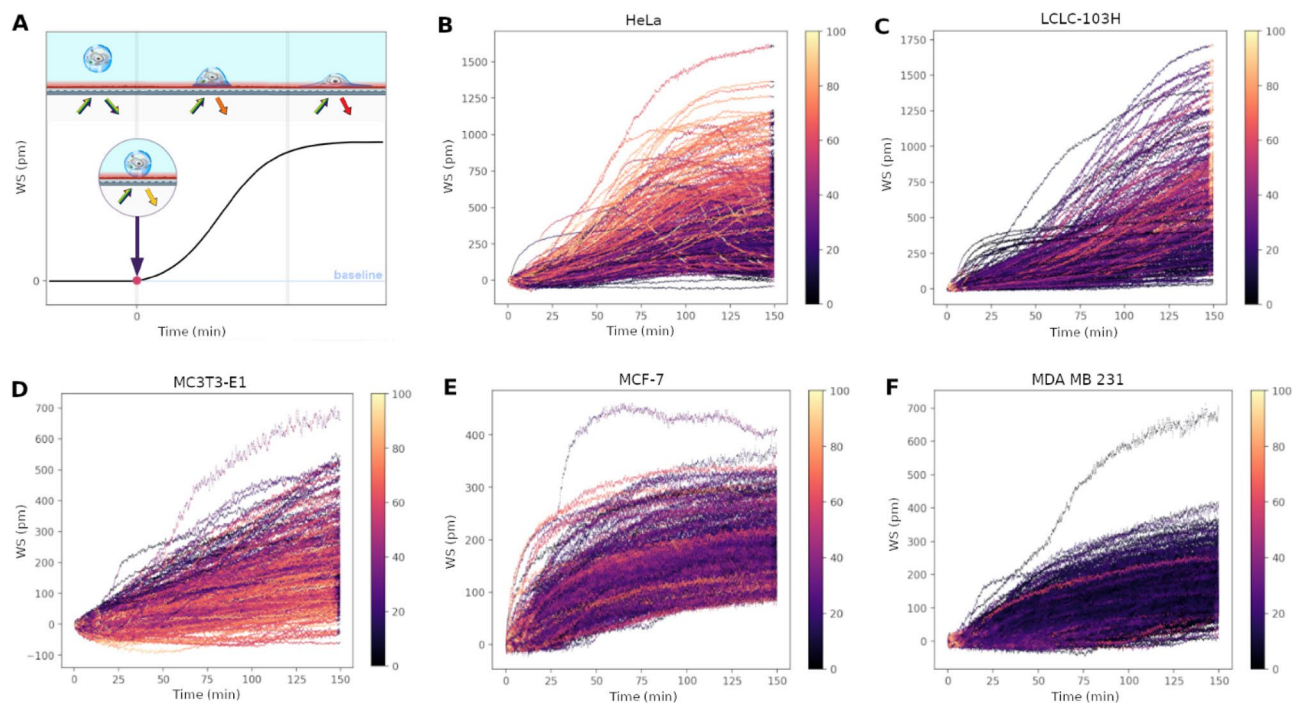 A
WS (pm)
0
baseline
0
Time (min)
B
HeLa
WS (pm)
1500
1250
1000
750
500
250
0
0 25 50 75 100 125 150
Time (min)
100
80
60
40
20
0
C
LCLC-103H
WS (pm)
1750
1500
1250
1000
750
500
250
0
0 25 50 75 100 125 150
Time (min)
100
80
60
40
20
0
D
MC3T3-E1
WS (pm)
700
600
500
400
300
200
100
0
−100
0 25 50 75 100 125 150
Time (min)
100
80
60
40
20
0
E
MCF-7
WS (pm)
400
300
200
100
0
0 25 50 75 100 125 150
Time (min)
100
80
60
40
20
0
F
MDA MB 231
WS (pm)
700
600
500
400
300
200
100
0
0 25 50 75 100 125 150
Time (min)
100
80
60
40
20
0